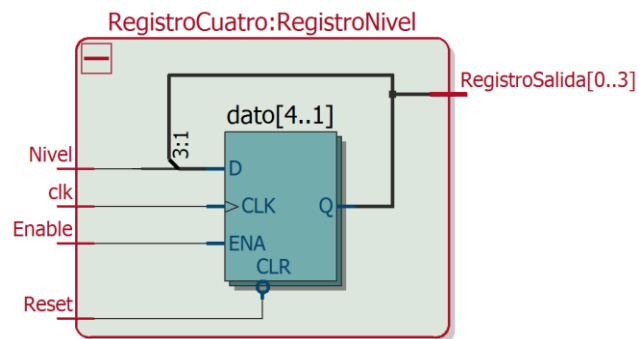 RegistroCuatro:RegistroNivel
RegistroSalida[0..3]
dato[4..1]
3:1
Nivel
D
clk
CLK
Q
Enable
ENA
CLR
Reset